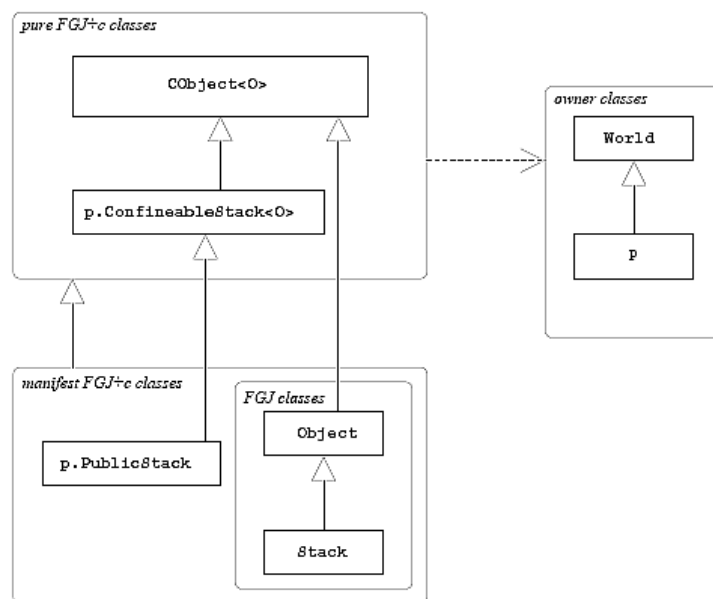 pure FGJ+c classes
CObject<O>
p.ConfineableStack<O>
owner classes
World
p
manifest FGJ+c classes
p.PublicStack
FGJ classes
Object
Stack